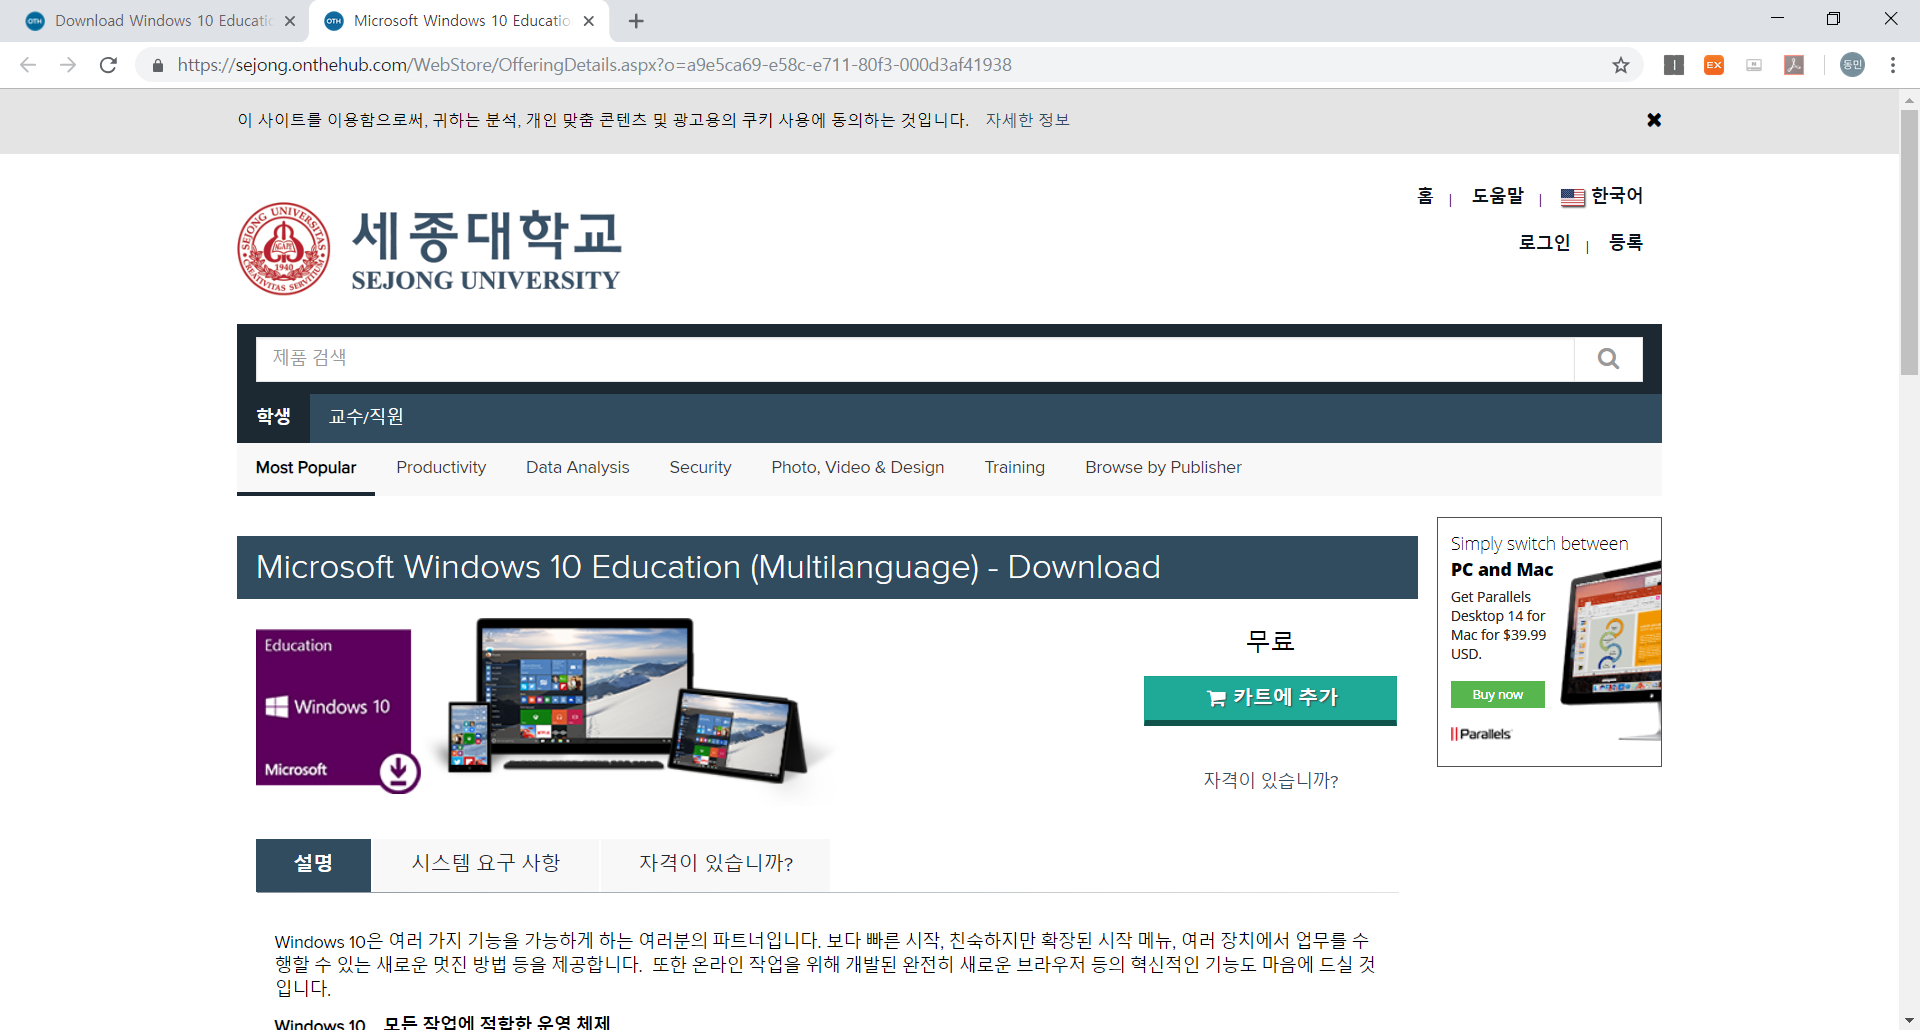 Download Windows 10 Educatio
Microsoft Windows 10 Educatio
https://sejong.onthehub.com/WebStore/OfferingDetails.aspx?o=a9e5ca69-e58c-e711-80f3-000d3af41938
EX
동민
이 사이트를 이용함으로써, 귀하는 분석, 개인 맞춤 콘텐츠 및 광고용의 쿠키 사용에 동의하는 것입니다. 자세한 정보
홈 | 도움말 | 한국어
로그인 | 등록
세종대학교
SEJONG UNIVERSITY
SEJONG UNIVERSITAS
AGAPE
1940
CREATIVITAS SERVITIUM
제품 검색
학생 교수/직원
Most Popular Productivity Data Analysis Security Photo, Video & Design Training Browse by Publisher
Microsoft Windows 10 Education (Multilanguage) - Download
Education
Windows 10
Microsoft
무료
카트에 추가
자격이 있습니까?
Simply switch between
PC and Mac
Get Parallels
Desktop 14 for
Mac for $39.99
USD.
Buy now
Parallels
설명 시스템 요구 사항 자격이 있습니까?
Windows 10은 여러 가지 기능을 가능하게 하는 여러분의 파트너입니다. 보다 빠른 시작, 친숙하지만 확장된 시작 메뉴, 여러 장치에서 업무를 수
행할 수 있는 새로운 멋진 방법 등을 제공합니다. 또한 온라인 작업을 위해 개발된 완전히 새로운 브라우저 등의 혁신적인 기능도 마음에 드실 것
입니다.
Windows 10 모든 작업에 적합한 운영 체제